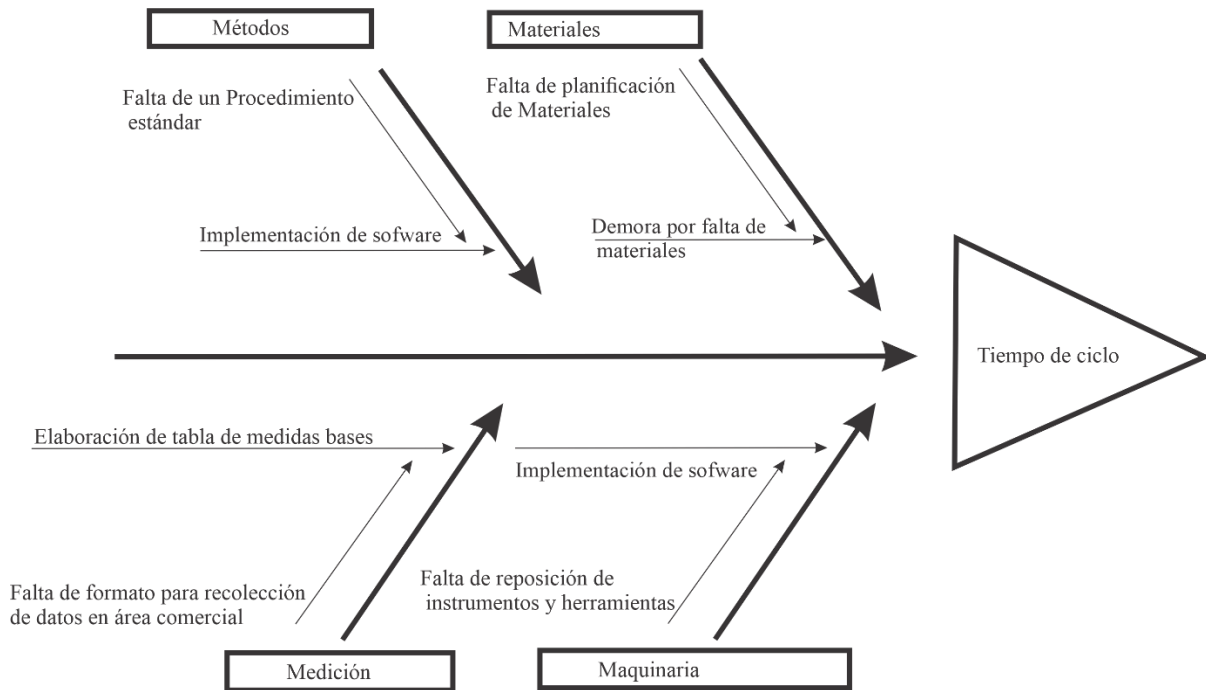 Métodos
Materiales
Falta de un Procedimiento
estándar
Falta de planificación
de Materiales
Implementación de sofware
Demora por falta de
materiales
Tiempo de ciclo
Elaboración de tabla de medidas bases
Implementación de sofware
Falta de formato para recolección
de datos en área comercial
Falta de reposición de
instrumentos y herramientas
Medición
Maquinaria